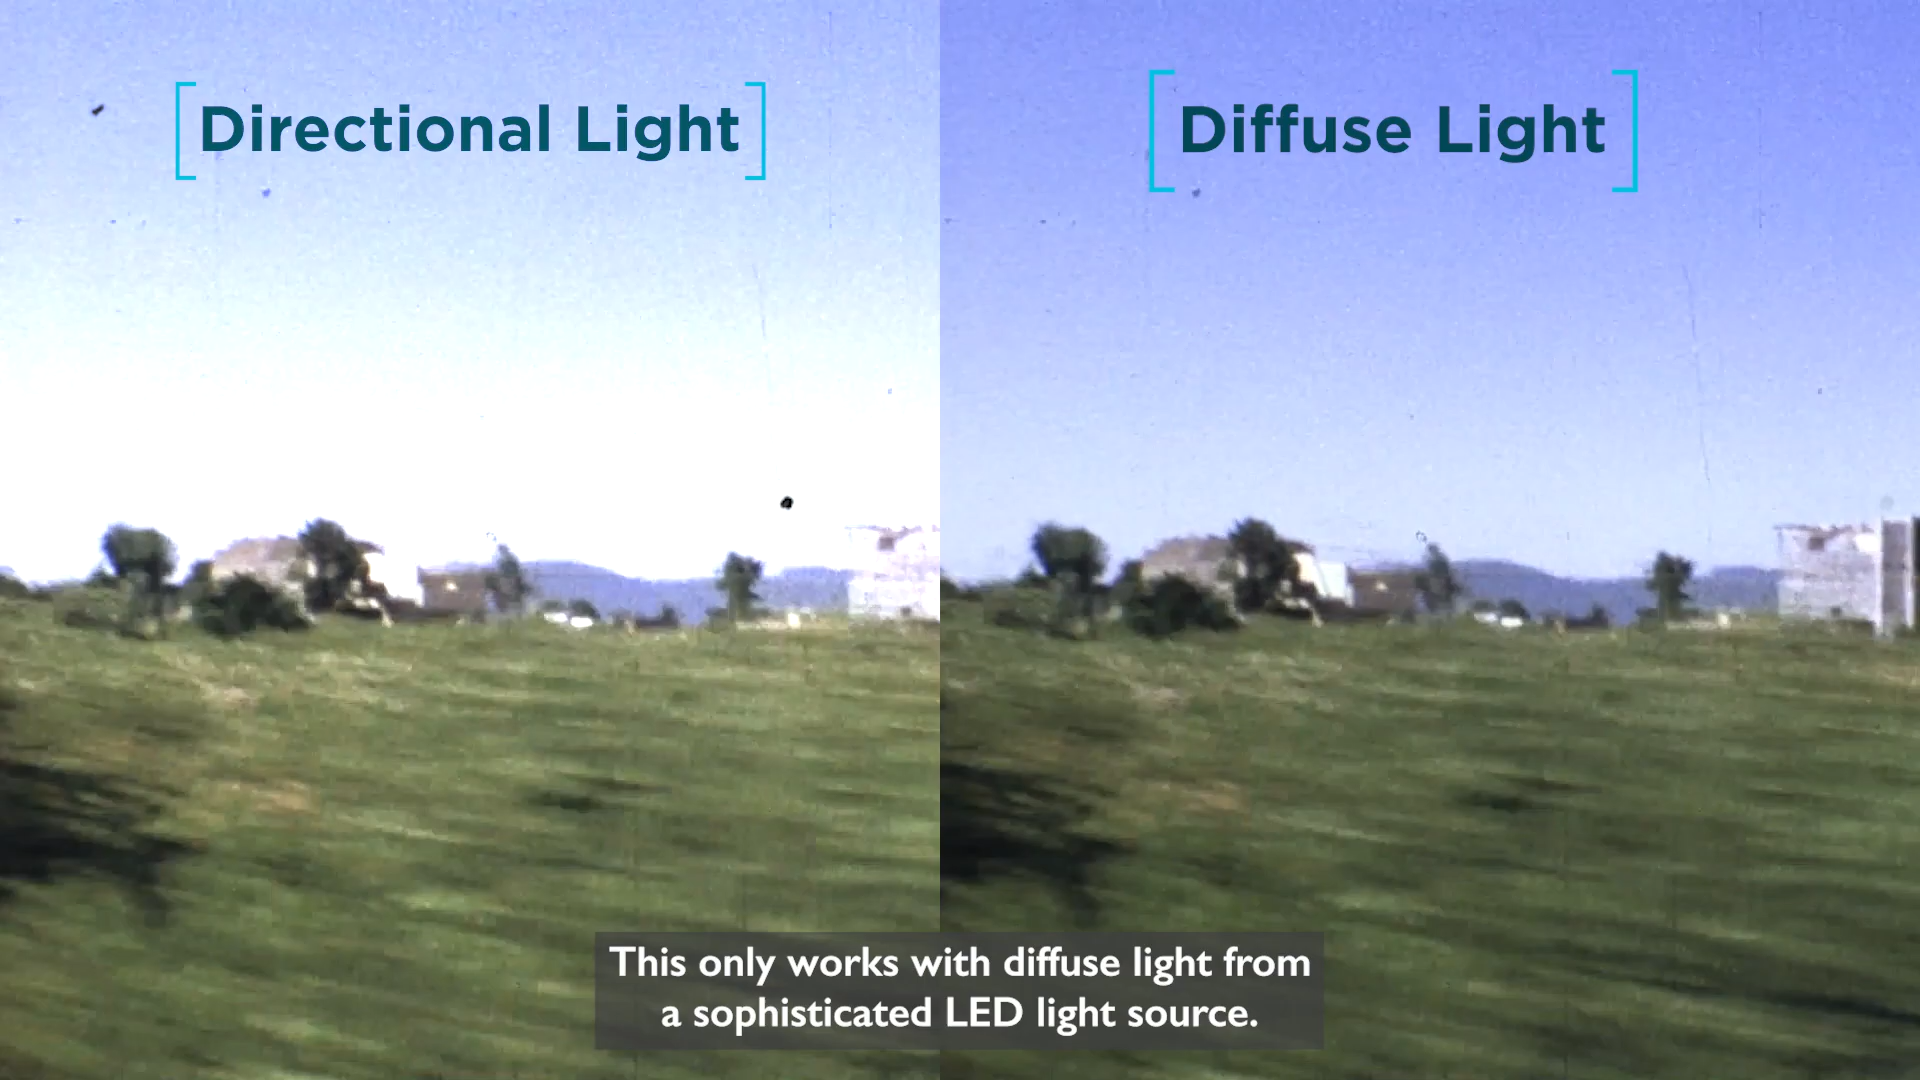 [Directional Light]
[Diffuse Light]
This only works with diffuse light from
a sophisticated LED light source.